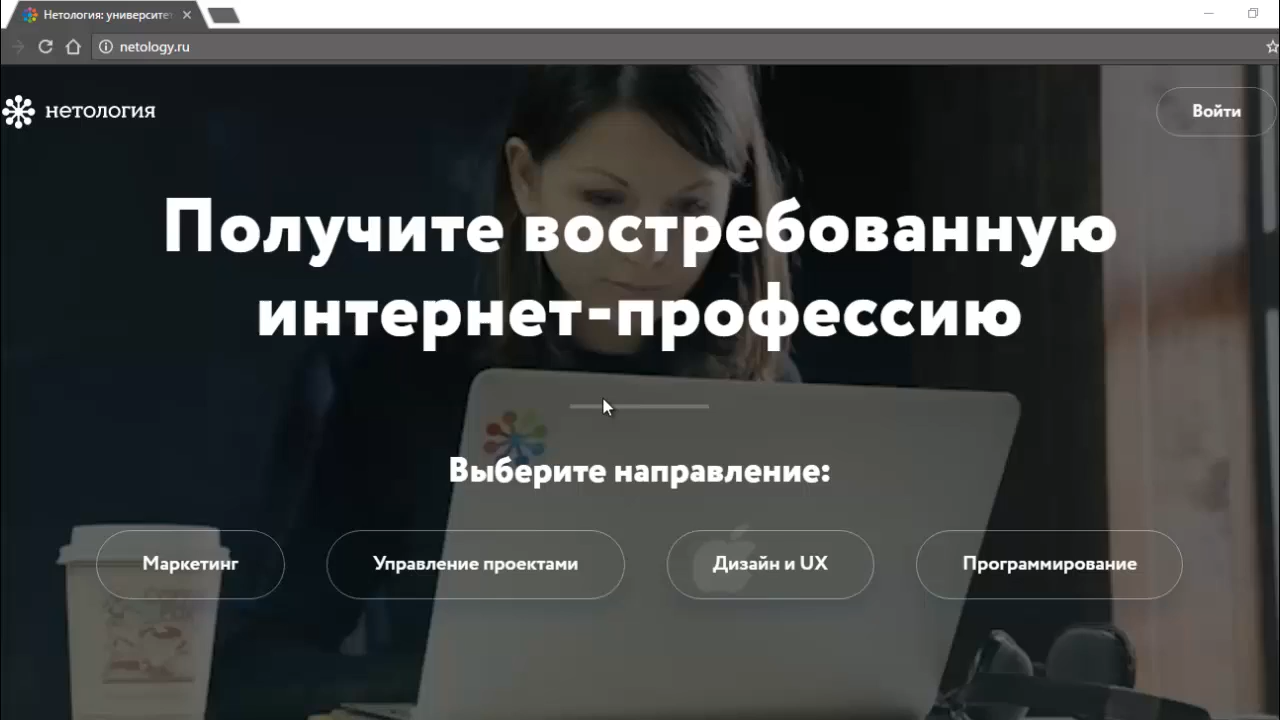 Нетология: университет
netology.ru
нетология
Войти
Получите востребованную
интернет-профессию
Выберите направление:
Маркетинг
Управление проектами
Дизайн и UX
Программирование